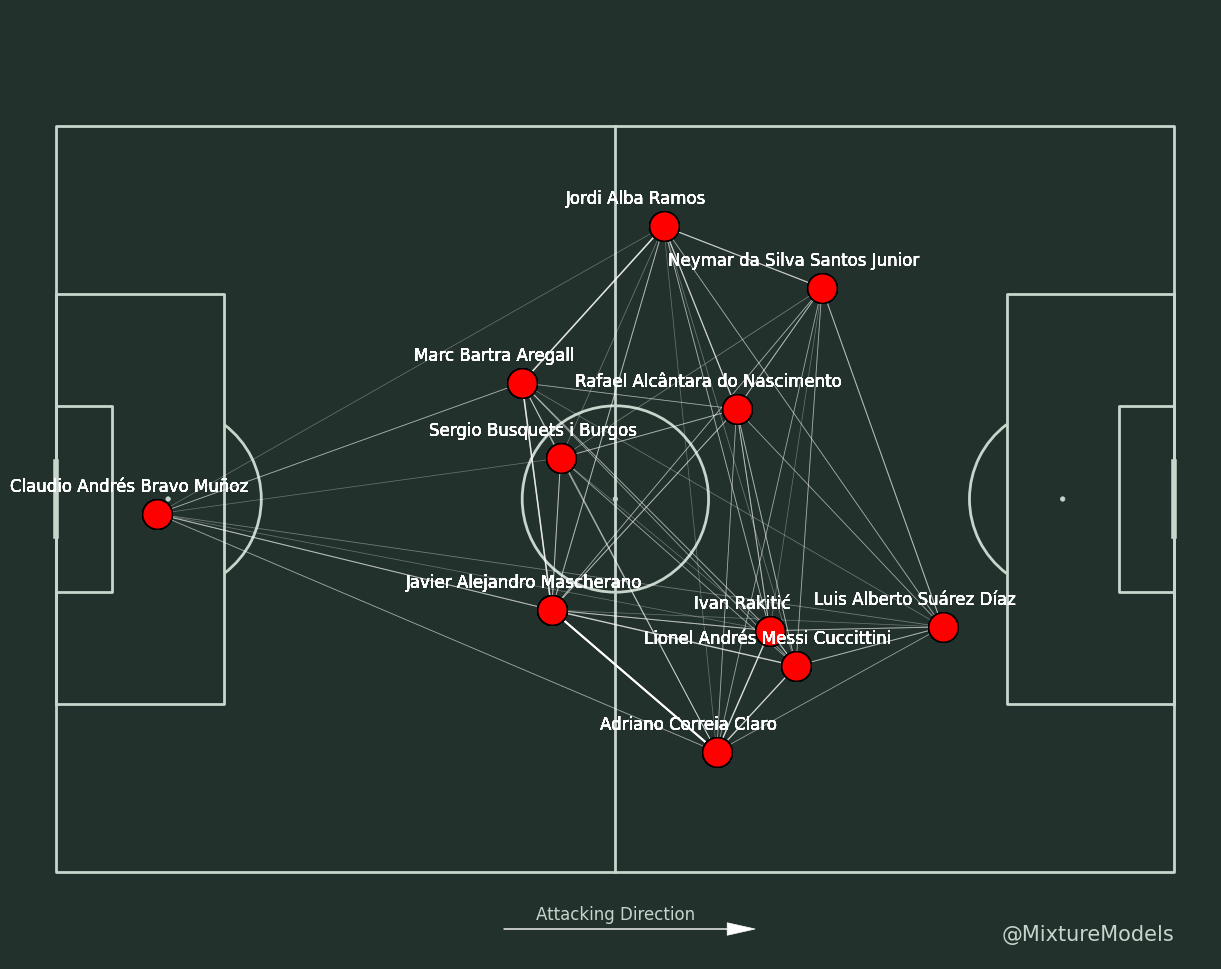 Jordi Alba Ramos
Neymar da Silva Santos Junior
Marc Bartra Aregall
Rafael Alcântara do Nascimento
Sergio Busquets i Burgos
Claudio Andrés Bravo Muñoz
Javier Alejandro Mascherano
Ivan Rakitić
Luis Alberto Suárez Díaz
Lionel Andrés Messi Cuccittini
Adriano Correia Claro
Attacking Direction
@MixtureModels